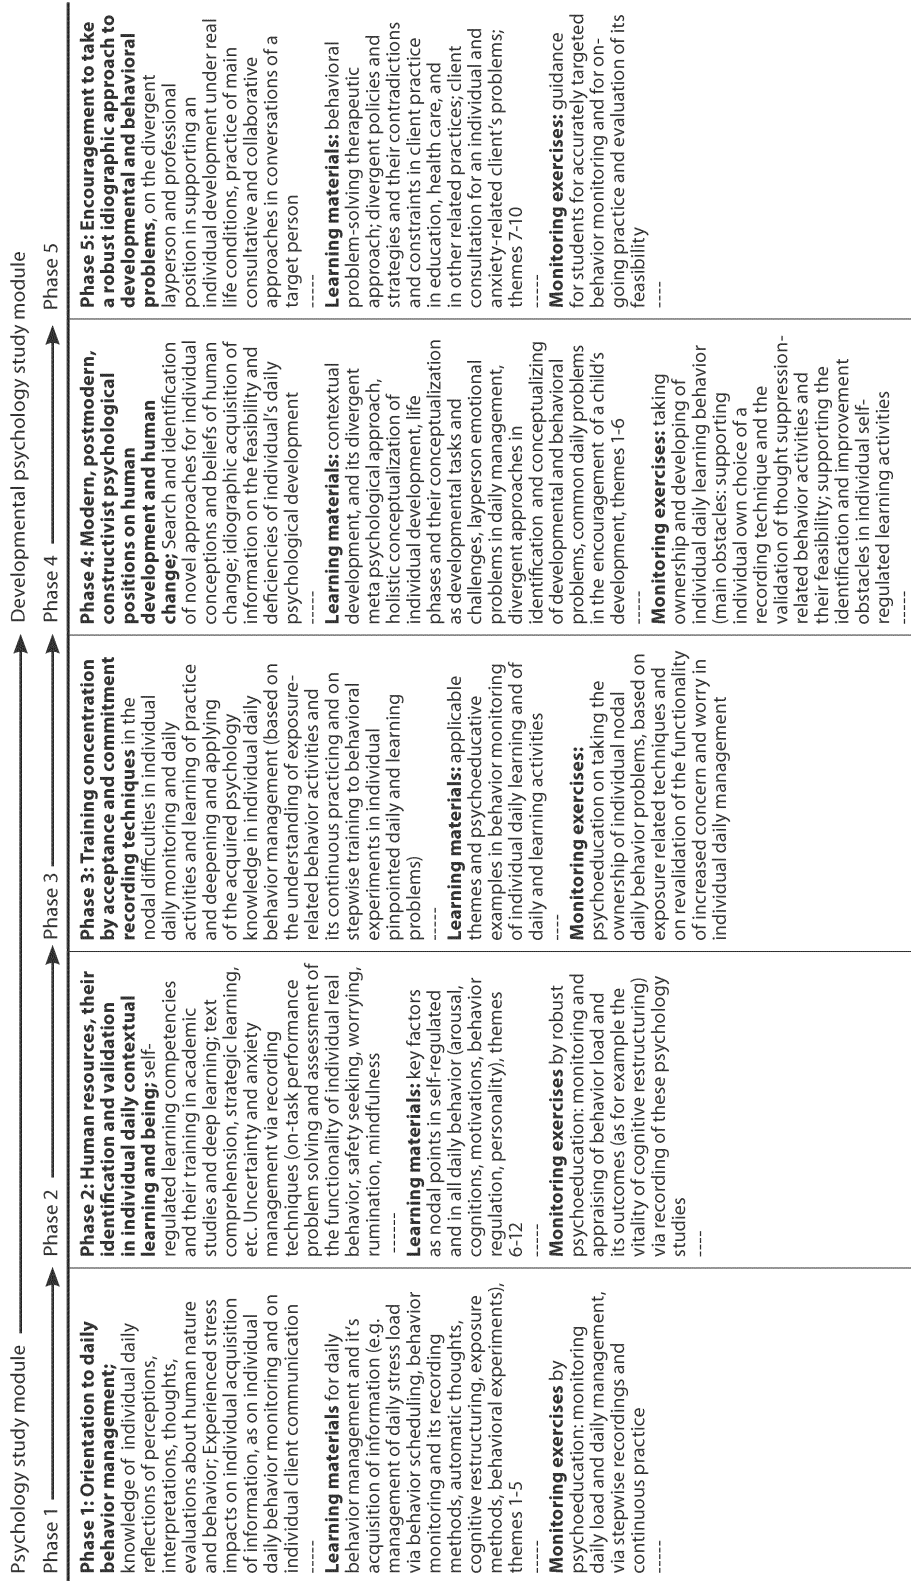 Psychology study module Developmental psychology study module
Phase 1 Phase 2 Phase 3 Phase 4 Phase 5
Phase 1: Orientation to daily
behavior management;
knowledge of individual daily
reflections of perceptions,
interpretations, thoughts,
evaluations about human nature
and behavior; Experienced stress
impacts on individual acquisition
of information, as on individual
daily behavior monitoring and on
individual client communication
----
Learning materials for daily
behavior management and it's
acquisition of information (e.g.
management of daily stress load
via behavior scheduling, behavior
monitoring and its recording
methods, automatic thoughts,
cognitive restructuring, exposure
methods, behavioral experiments),
themes 1-5
-----
Monitoring exercises by
psychoeducation: monitoring
daily load and daily management,
via stepwise recordings and
continuous practice
-----
Phase 2: Human resources, their
identification and validation
in individual daily contextual
learning and being; self-
regulated learning competencies
and their training in academic
studies and deep learning; text
comprehension, strategic learning,
etc. Uncertainty and anxiety
management via recording
techniques (on-task performance
problem solving and assessment of
the functionality of individual real
behavior, safety seeking, worrying,
rumination, mindfulness
------
Learning materials: key factors
as nodal points in self-regulated
and in all daily behavior (arousal,
cognitions, motivations, behavior
regulation, personality), themes
6-12
-----
Monitoring exercises by robust
psychoeducation: monitoring and
appraising of behavior load and
its outcomes (as for example the
vitality of cognitive restructuring)
via recording of these psychology
studies
----
Phase 3: Training concentration
by acceptance and commitment
recording techniques in the
nodal difficulties in individual
daily monitoring and daily
activities and learning of practice
and deepening and applying
of the acquired psychology
knowledge in individual daily
behavior management (based on
the understanding of exposure-
related behavior activities and
its continuous practicing and on
stepwise training to behavioral
experiments in individual
pinpointed daily and learning
problems)
-----
Learning materials: applicable
themes and psychoeducative
examples in behavior monitoring
of individual daily learning and of
daily and learning activities
----
Monitoring exercises:
psychoeducation on taking the
ownership of individual nodal
daily behavior problems, based on
exposure related techniques and
on revalidation of the functionality
of increased concern and worry in
individual daily management
Phase 4: Modern, postmodern,
constructivist psychological
positions on human
development and human
change; Search and identification
of novel approaches for individual
conceptions and beliefs of human
change; idiographic acquisition of
information on the feasibility and
deficiencies of individual's daily
psychological development
-----
Learning materials: contextual
development, and its divergent
meta psychological approach,
holistic conceptualization of
individual development, life
phases and their conceptualization
as developmental tasks and
challenges, layperson emotional
problems in daily management,
divergent approaches in
identification and conceptualizing
of developmental and behavioral
problems, common daily problems
in the encouragement of a child's
development, themes 1-6
-----
Monitoring exercises: taking
ownership and developing of
individual daily learning behavior
(main obstacles: supporting
individual own choice of a
recording technique and the
validation of thought suppression-
related behavior activities and
their feasibility; supporting the
identification and improvement
obstacles in individual self-
regulated learning activities
-----
Phase 5: Encouragement to take
a robust idiographic approach to
developmental and behavioral
problems, on the divergent
layperson and professional
position in supporting an
individual development under real
life conditions, practice of main
consultative and collaborative
approaches in conversations of a
target person
-----
Learning materials: behavioral
problem-solving therapeutic
approach; divergent policies and
strategies and their contradictions
and constraints in client practice
in education, health care, and
in other related practices; client
consultation for an individual and
anxiety-related client's problems;
themes 7-10
-----
Monitoring exercises: guidance
for students for accurately targeted
behavior monitoring and for on-
going practice and evaluation of its
feasibility
----